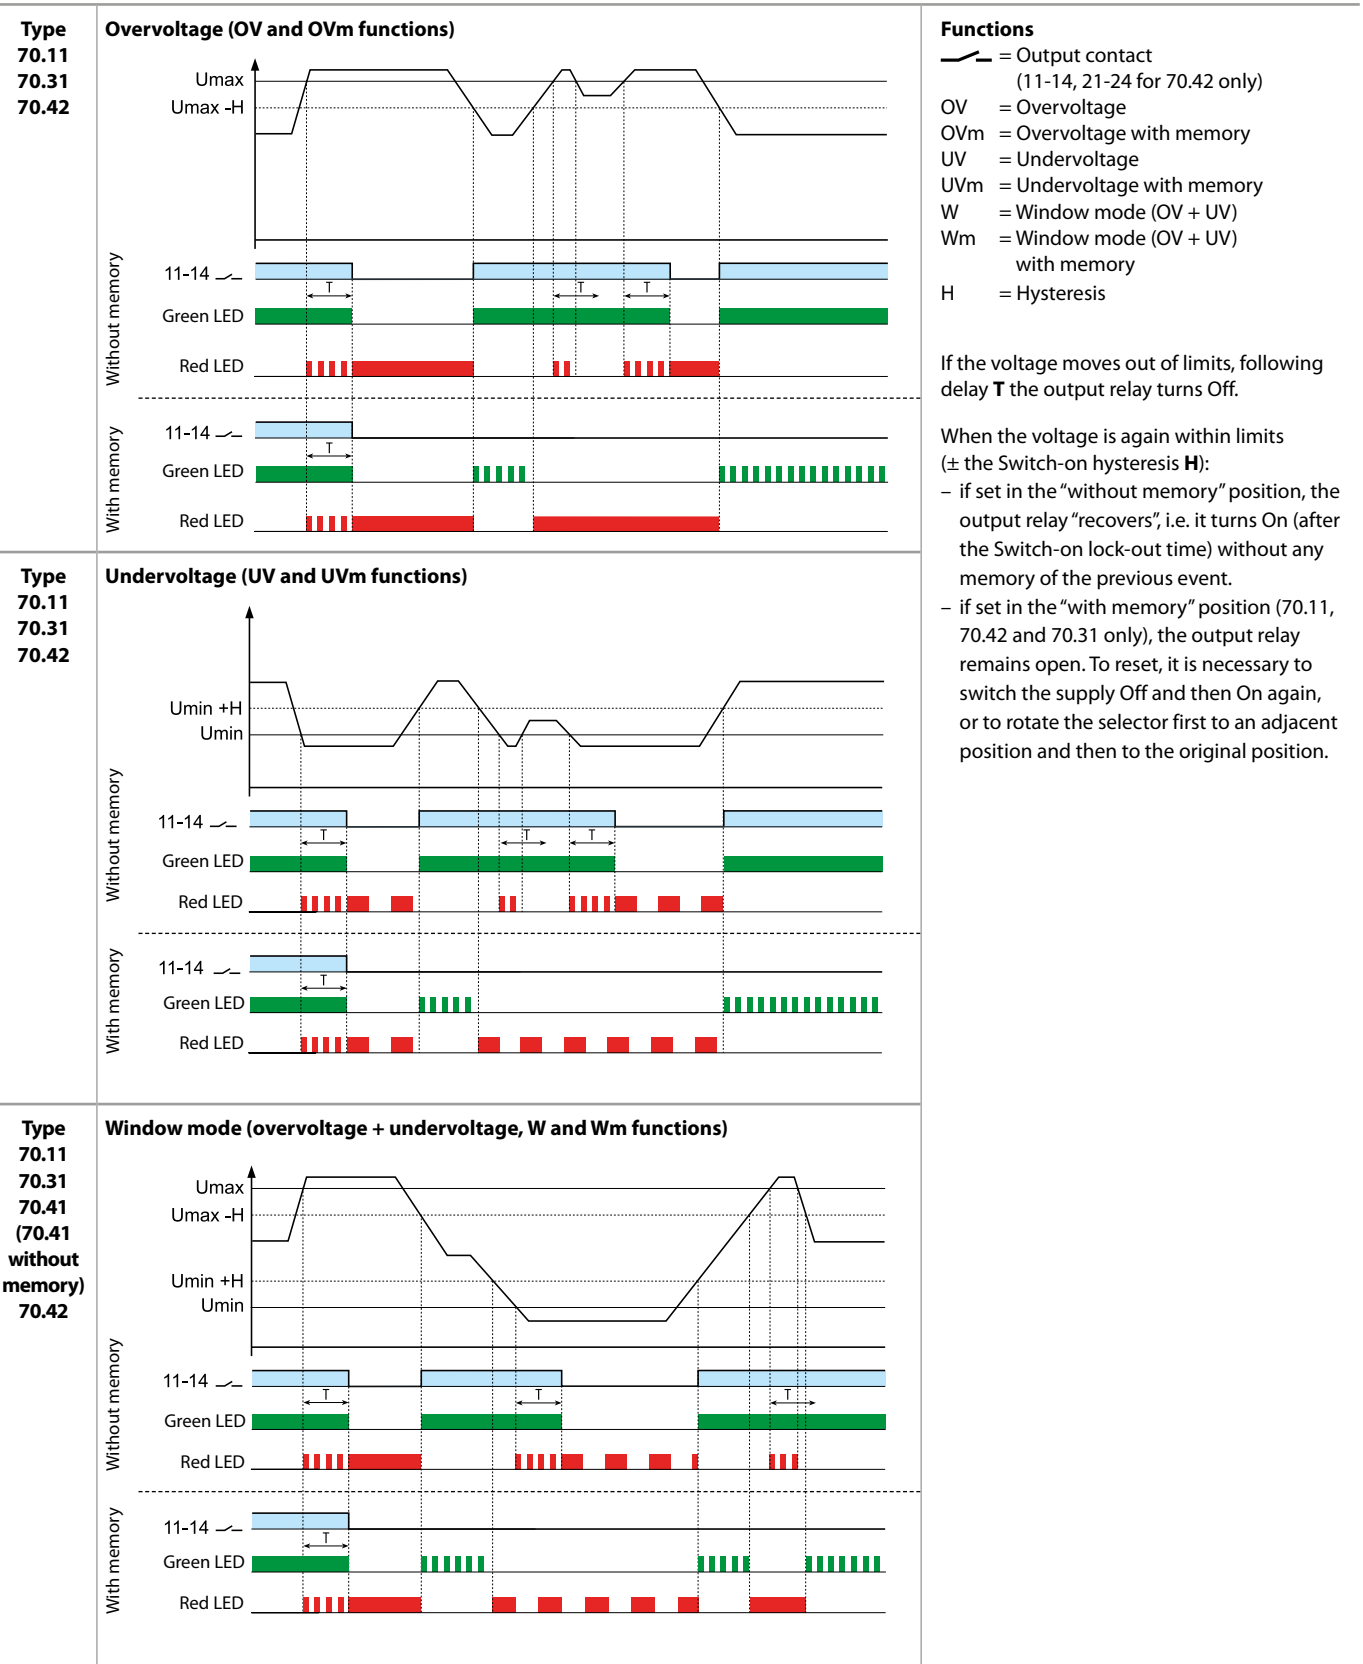 Type
70.11
70.31
70.42
Overvoltage (OV and OVm functions)
Umax
Umax -H
Without memory
11-14
T
T
T
Green LED
Red LED
With memory
11-14
T
Green LED
Red LED
Type
70.11
70.31
70.42
Undervoltage (UV and UVm functions)
Umin +H
Umin
Without memory
11-14
T
T
T
Green LED
Red LED
With memory
11-14
T
Green LED
Red LED
Type
70.11
70.31
70.41
(70.41
without
memory)
70.42
Window mode (overvoltage + undervoltage, W and Wm functions)
Umax
Umax -H
Umin +H
Umin
Without memory
11-14
T
T
T
Green LED
Red LED
With memory
11-14
T
Green LED
Red LED
Functions
= Output contact
(11-14, 21-24 for 70.42 only)
OV = Overvoltage
OVm = Overvoltage with memory
UV = Undervoltage
UVm = Undervoltage with memory
W = Window mode (OV + UV)
Wm = Window mode (OV + UV)
with memory
H = Hysteresis
If the voltage moves out of limits, following
delay T the output relay turns Off.
When the voltage is again within limits
(± the Switch-on hysteresis H):
– if set in the “without memory” position, the
output relay “recovers”, i.e. it turns On (after
the Switch-on lock-out time) without any
memory of the previous event.
– if set in the “with memory” position (70.11,
70.42 and 70.31 only), the output relay
remains open. To reset, it is necessary to
switch the supply Off and then On again,
or to rotate the selector first to an adjacent
position and then to the original position.